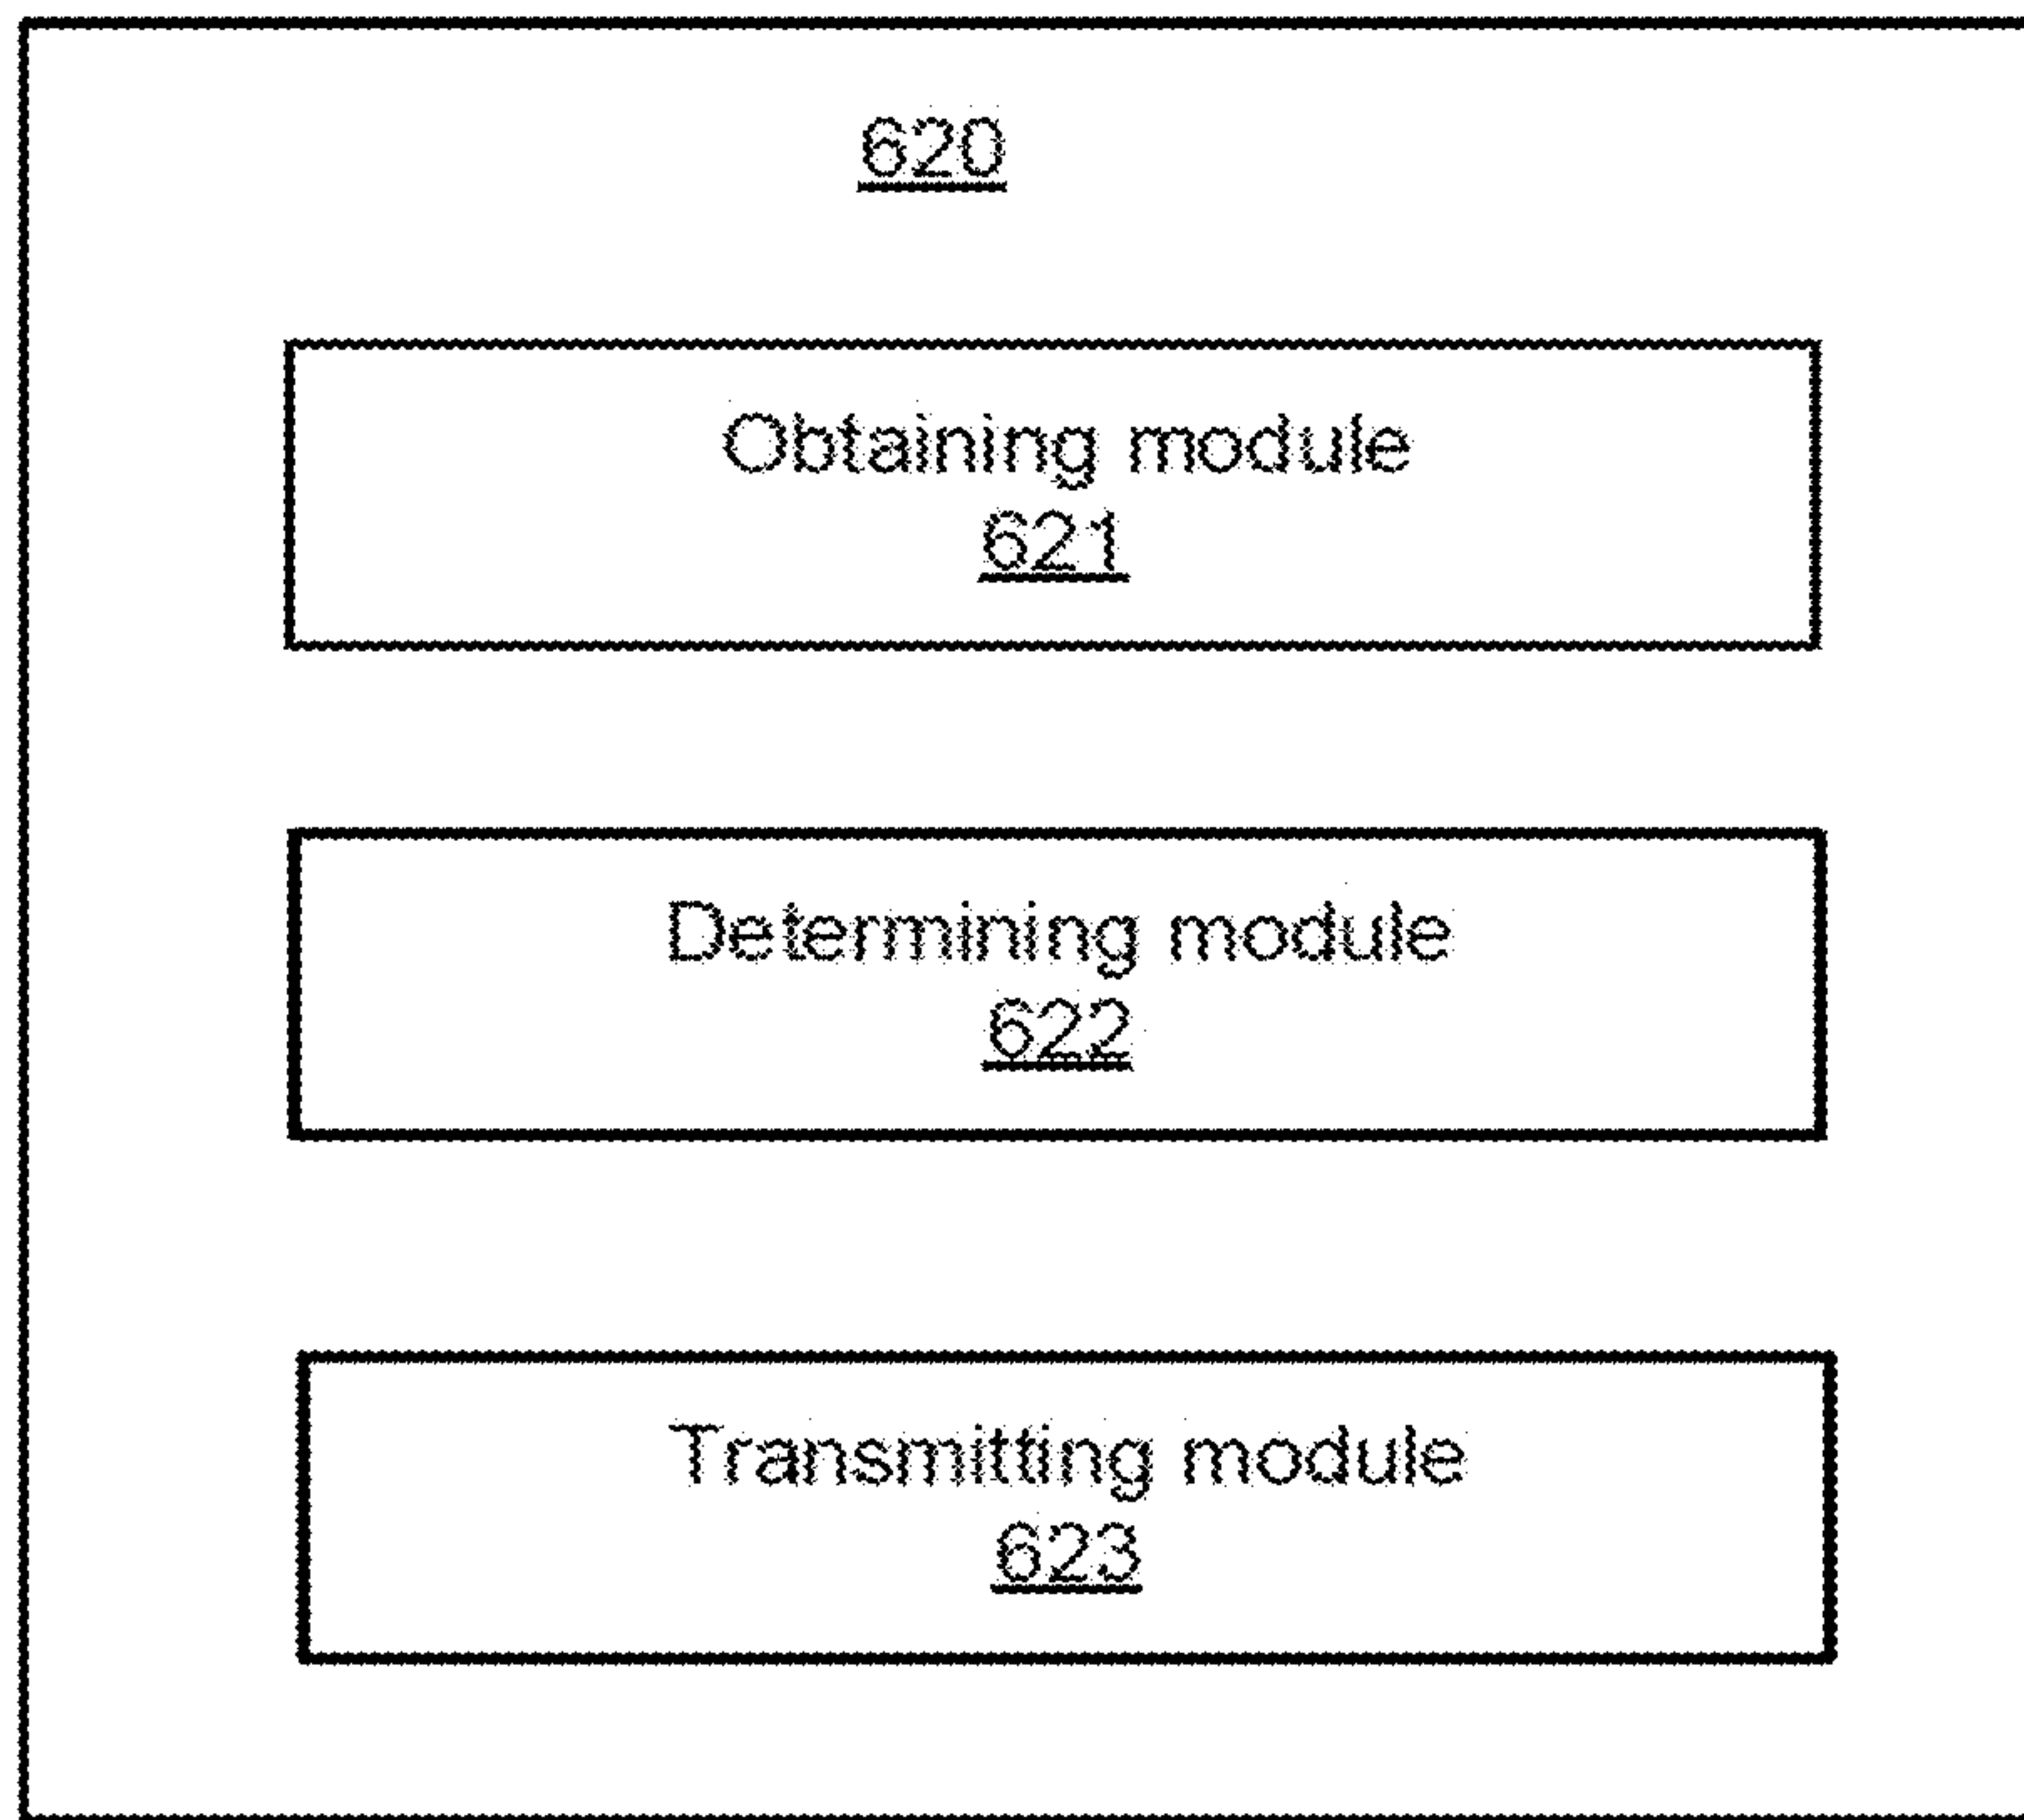 620
Obtaining module
621
Determining module
622
Transmitting module
623